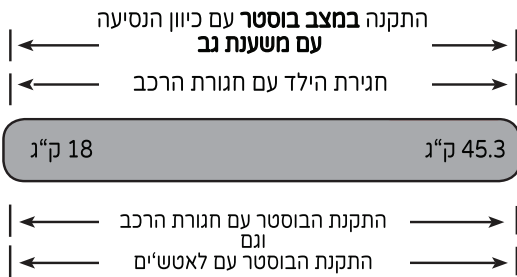 התקנה במצב בוסטר עם כיוון הנסיעה
עם משענת גב
חגירת הילד עם חגורת הרכב
18 ק“ג
45.3 ק“ג
התקנת הבוסטר עם חגורת הרכב
וגם
התקנת הבוסטר עם לאטש'ים